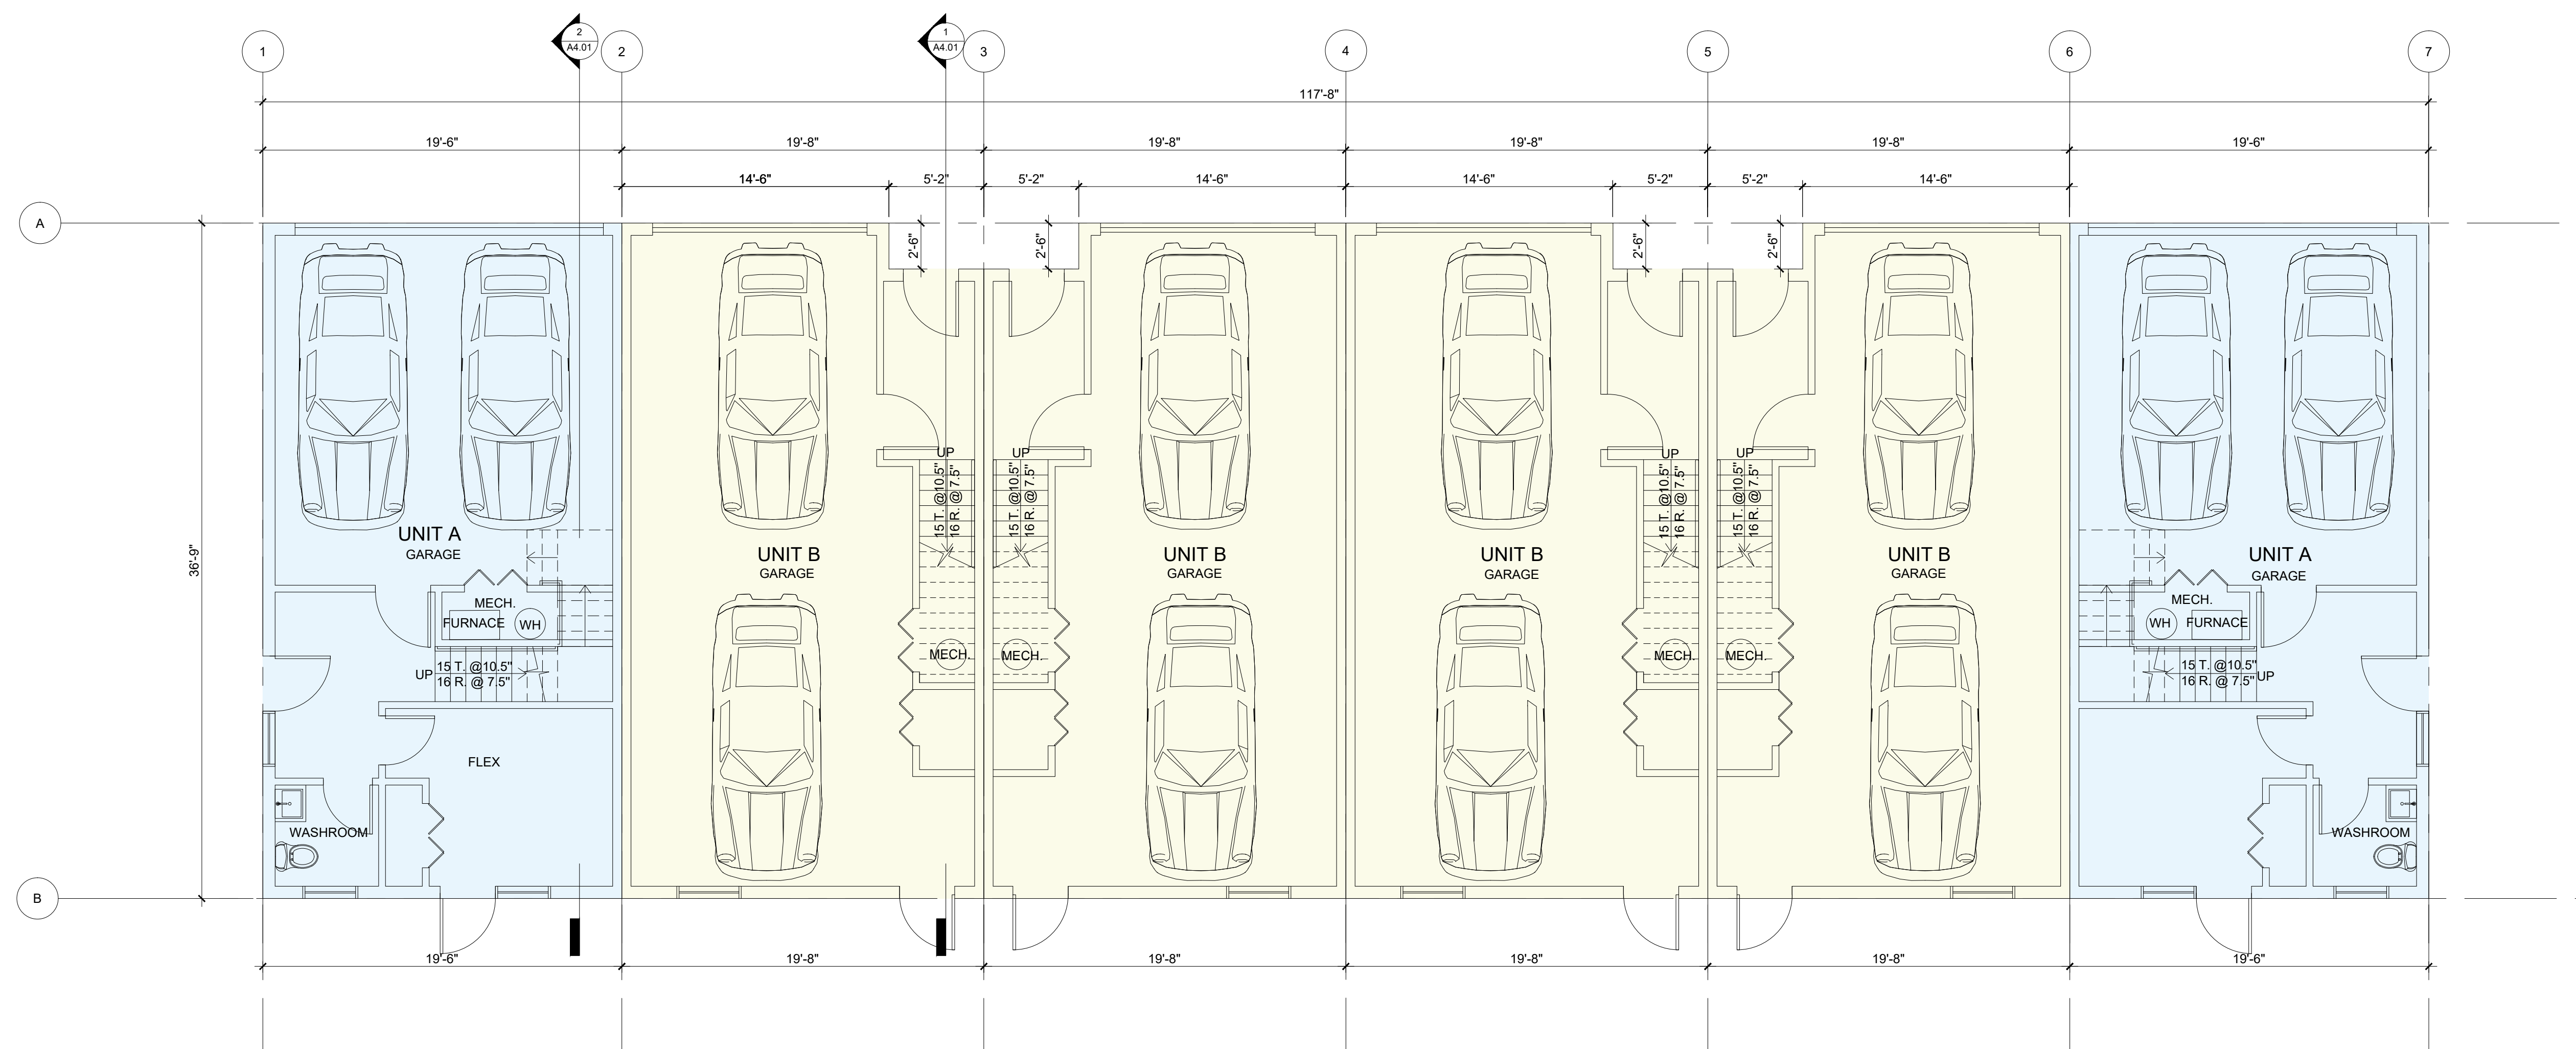 2
A4.01
1
A4.01
1
2
3
4
5
6
7
117'-8"
19'-6"
19'-8"
19'-8"
19'-8"
19'-8"
19'-6"
14'-6"
5'-2"
5'-2"
14'-6"
14'-6"
5'-2"
5'-2"
14'-6"
A
2'-6"
2'-6"
2'-6"
2'-6"
36'-9"
UP
15 T. @10.5"
16 R. @ 7.5"
UP
15 T. @10.5"
16 R. @ 7.5"
UP
15 T. @10.5"
16 R. @ 7.5"
UP
15 T. @10.5"
16 R. @ 7.5"
UNIT A
GARAGE
UNIT B
GARAGE
UNIT B
GARAGE
UNIT B
GARAGE
UNIT B
GARAGE
UNIT A
GARAGE
MECH.
FURNACE
WH
MECH.
MECH.
MECH.
MECH.
MECH.
WH
FURNACE
UP
15 T. @10.5"
16 R. @ 7.5"
15 T. @10.5"
16 R. @ 7.5"
UP
FLEX
WASHROOM
WASHROOM
B
19'-6"
19'-8"
19'-8"
19'-8"
19'-8"
19'-6"